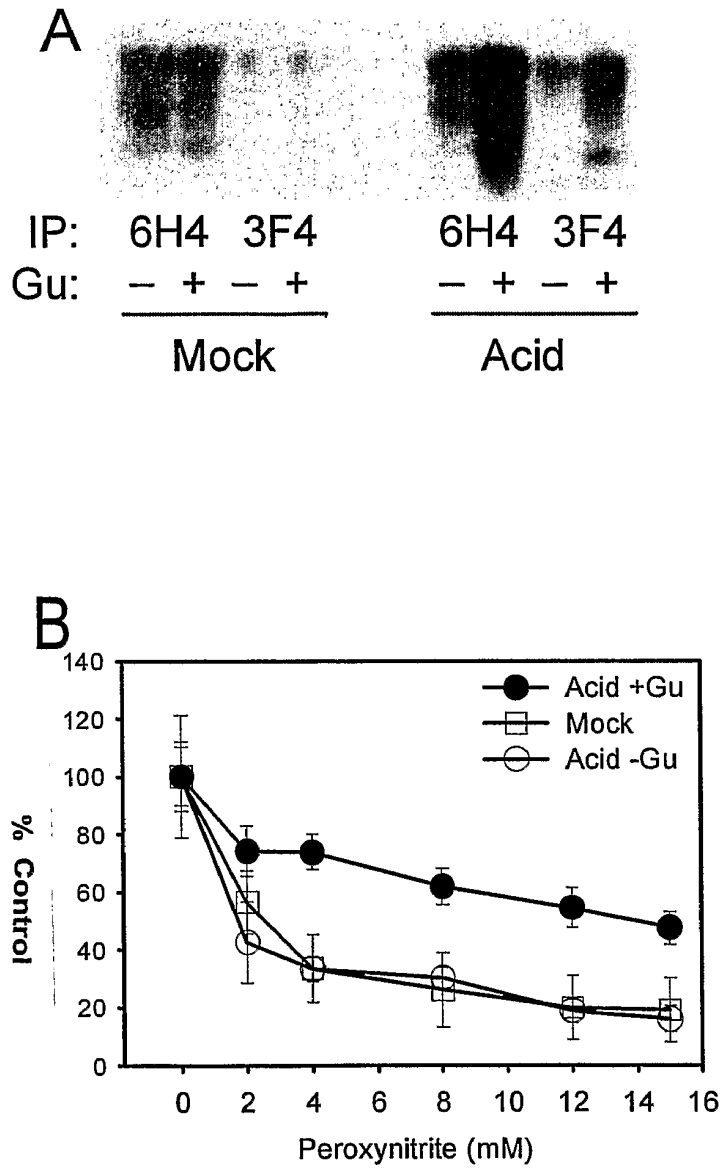 A
IP: 6H4 3F4 6H4 3F4
Gu: – + – + – + – +
Mock Acid
B
140
120
100
80
60
40
20
0
% Control
Acid +Gu
Mock
Acid -Gu
0 2 4 6 8 10 12 14 16
Peroxynitrite (mM)